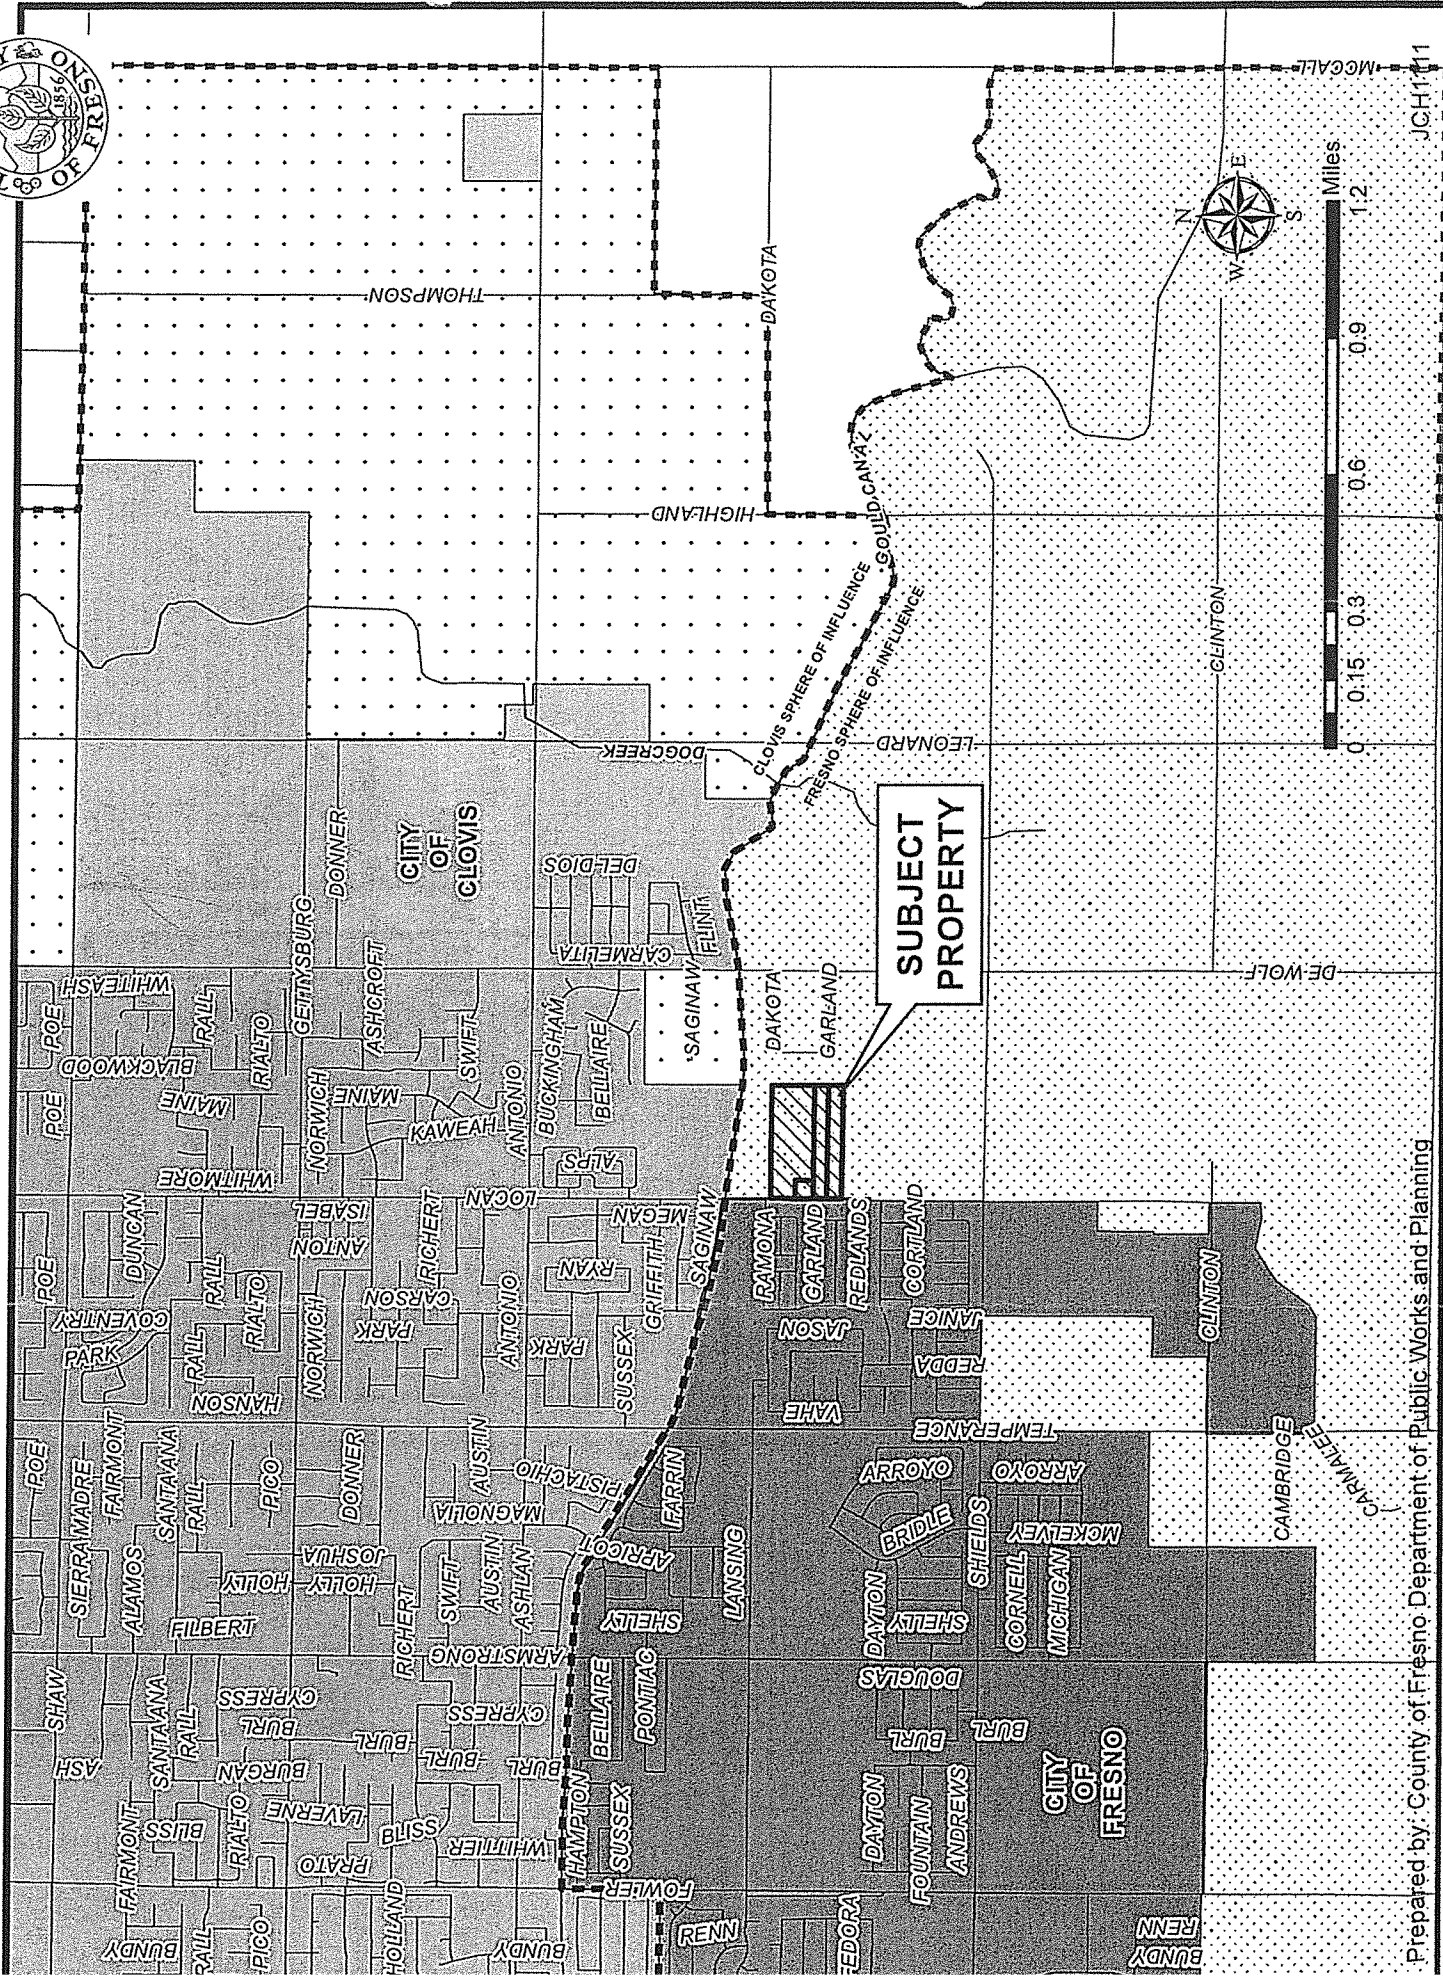 Y
OF FRESNO
1856
MCCALL
JCH1111
THOMPSON
DAKOTA
N
W
E
S
0
0.15
0.3
0.6
0.9
1.2
Miles
HIGHLAND
GOULD CANAL
CLOVIS SPHERE OF INFLUENCE
FRESNO SPHERE OF INFLUENCE
CLINTON
DOGCREEK
LEONARD
DONNER
CITY
OF
CLOVIS
DEL DIOS
CARMELITA
FLINT
SUBJECT
PROPERTY
GETTYSBURG
WHITEASH
POE
RALL
RIALTO
ASHCROFT
SWIFT
BUCKINGHAM
BELLAIRE
SAGINAW
DAKOTA
GARLAND
DE WOLF
POE
BLACKWOOD
MAINE
NORWICH
MAINE
KAWEAH
ANTONIO
ALPS
WHITMORE
POE
DUNCAN
RALL
RIALTO
ISABEL
ANTON
RICHERT
LOCAN
MEGAN
RYAN
GRIFFITH
SAGINAW
RAMONA
GARLAND
REDLANDS
CORTLAND
COVENTRY
PARK
RALL
HANSON
NORWICH
CARSON
PARK
ANTONIO
PARK
SUSSEX
JASON
JANICE
REDDA
VAHE
CLINTON
TEMPERANCE
POE
SIERRAMADRE
FAIRMONT
SANTAANA
RALL
PICO
DONNER
AUSTIN
MAGNOLIA
PISTACHIO
FARRIN
ARROYO
ARROYO
BRIDLE
SHIELDS
MCKELVEY
CAMBRIDGE
CARMALEE
ALAMOS
HOLLY
JOSHUA
HOLLY
FILBERT
RICHERT
SWIFT
AUSTIN
ASHLAN
APRICOT
SHELLY
LANSING
DAYTON
SHELLY
CORNELL
MICHIGAN
ARMSTRONG
SHAW
SANTAANA
RALL
CYPRESS
BURL
BURL
CYPRESS
BURL
BURL
BELLAIRE
PONTIAC
DOUGLAS
BURL
BURL
ASH
BURGAN
LAVERNE
BLISS
FAIRMONT
BLISS
RIALTO
PRATO
WHITTIER
HAMPTON
SUSSEX
DAYTON
FOUNTAIN
ANDREWS
CITY
OF
FRESNO
FOWLER
BUNDY
RALL
PICO
HOLLAND
BUNDY
RENN
FEDORA
RENN
BUNDY
Prepared by: County of Fresno Department of Public Works and Planning